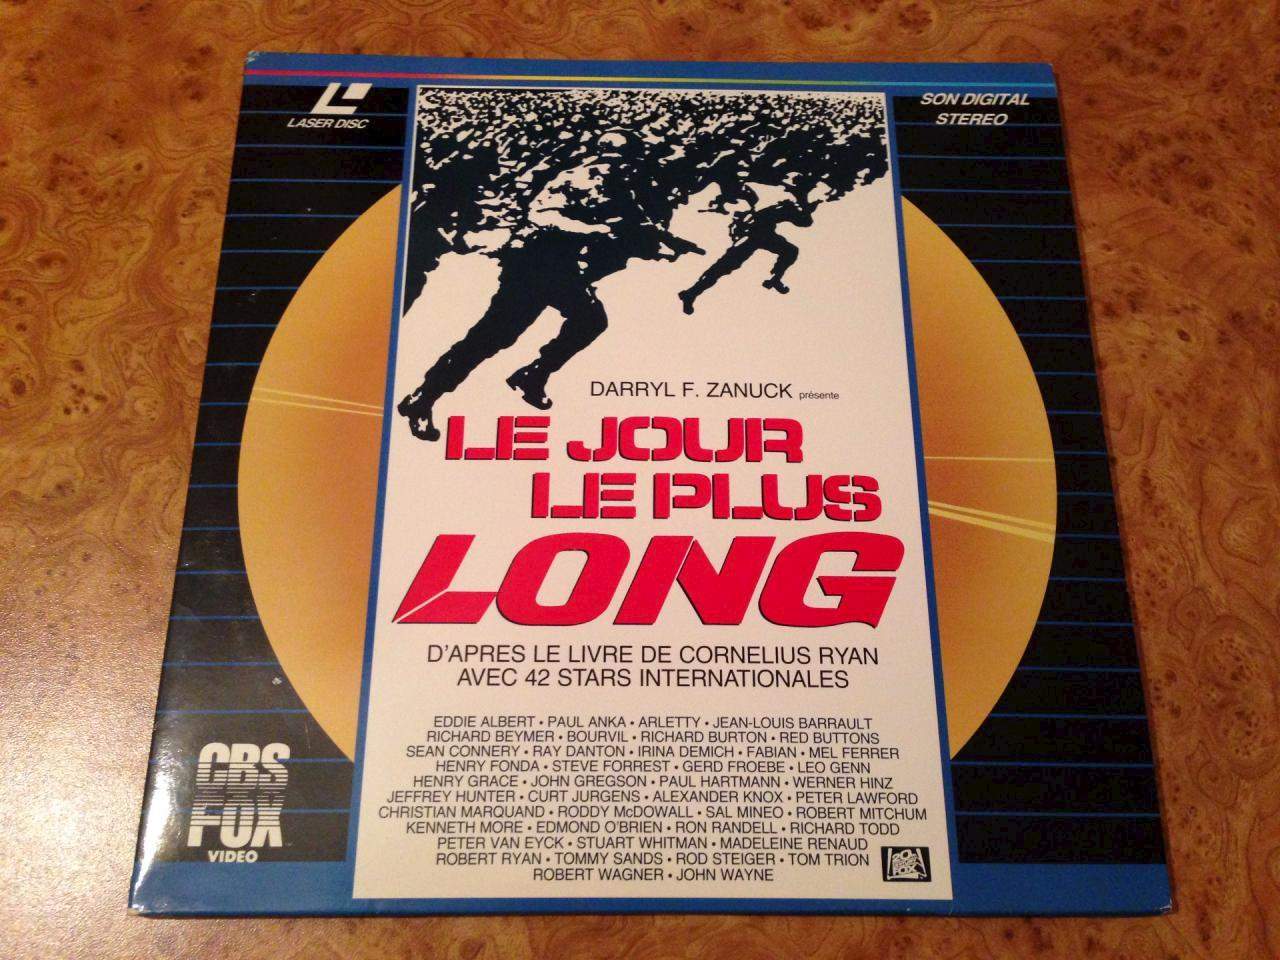 LASER DISC
SON DIGITAL
STEREO
DARRYL F. ZANUCK présente
LE JOUR
LE PLUS
LONG
D'APRES LE LIVRE DE CORNELIUS RYAN
AVEC 42 STARS INTERNATIONALES
EDDIE ALBERT • PAUL ANKA • ARLETTY • JEAN-LOUIS BARRAULT
RICHARD BEYMER • BOURVIL • RICHARD BURTON • RED BUTTONS
SEAN CONNERY • RAY DANTON • IRINA DEMICH • FABIAN • MEL FERRER
HENRY FONDA • STEVE FORREST • GERD FROEBE • LEO GENN
HENRY GRACE • JOHN GREGSON • PAUL HARTMANN • WERNER HINZ
JEFFREY HUNTER • CURT JURGENS • ALEXANDER KNOX • PETER LAWFORD
CHRISTIAN MARQUAND • RODDY McDOWALL • SAL MINEO • ROBERT MITCHUM
KENNETH MORE • EDMOND O'BRIEN • RON RANDELL • RICHARD TODD
PETER VAN EYCK • STUART WHITMAN • MADELEINE RENAUD
ROBERT RYAN • TOMMY SANDS • ROD STEIGER • TOM TRION
ROBERT WAGNER • JOHN WAYNE
CBS
FOX
VIDEO